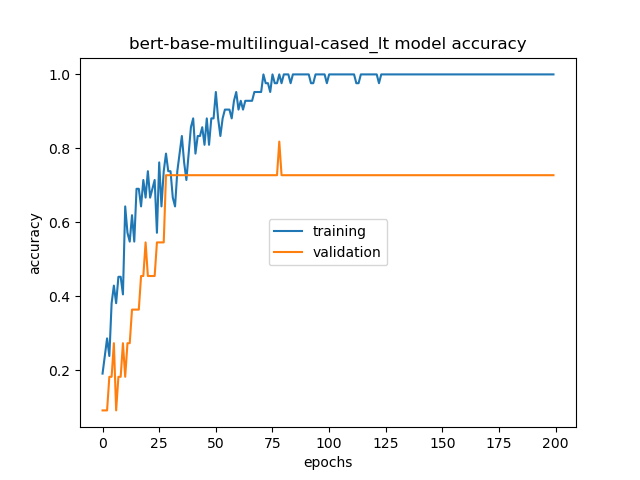 bert-base-multilingual-cased_lt model accuracy
1.0
0.8
0.6
0.4
0.2
accuracy
training
validation
0 25 50 75 100 125 150 175 200
epochs